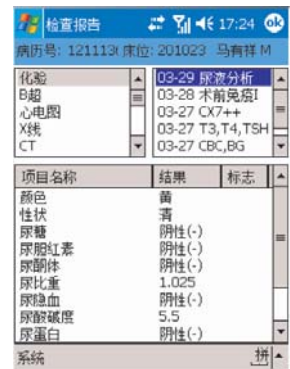 检查报告 17:24 ok
病历号: 121113( 床位: 201023 马有祥 M
化验
B超
心电图
X线
CT
03-29 尿液分析
03-28 术前免疫I
03-27 CX7++
03-27 T3,T4,TSH
03-27 CBC,BG
项目名称 结果 标志
颜色 黄
性状 清
尿糖 阴性(-)
尿胆红素 阴性(-)
尿酮体 阴性(-)
尿比重 1.025
尿隐血 阴性(-)
尿酸碱度 5.5
尿蛋白 阴性(-)
系统 拼